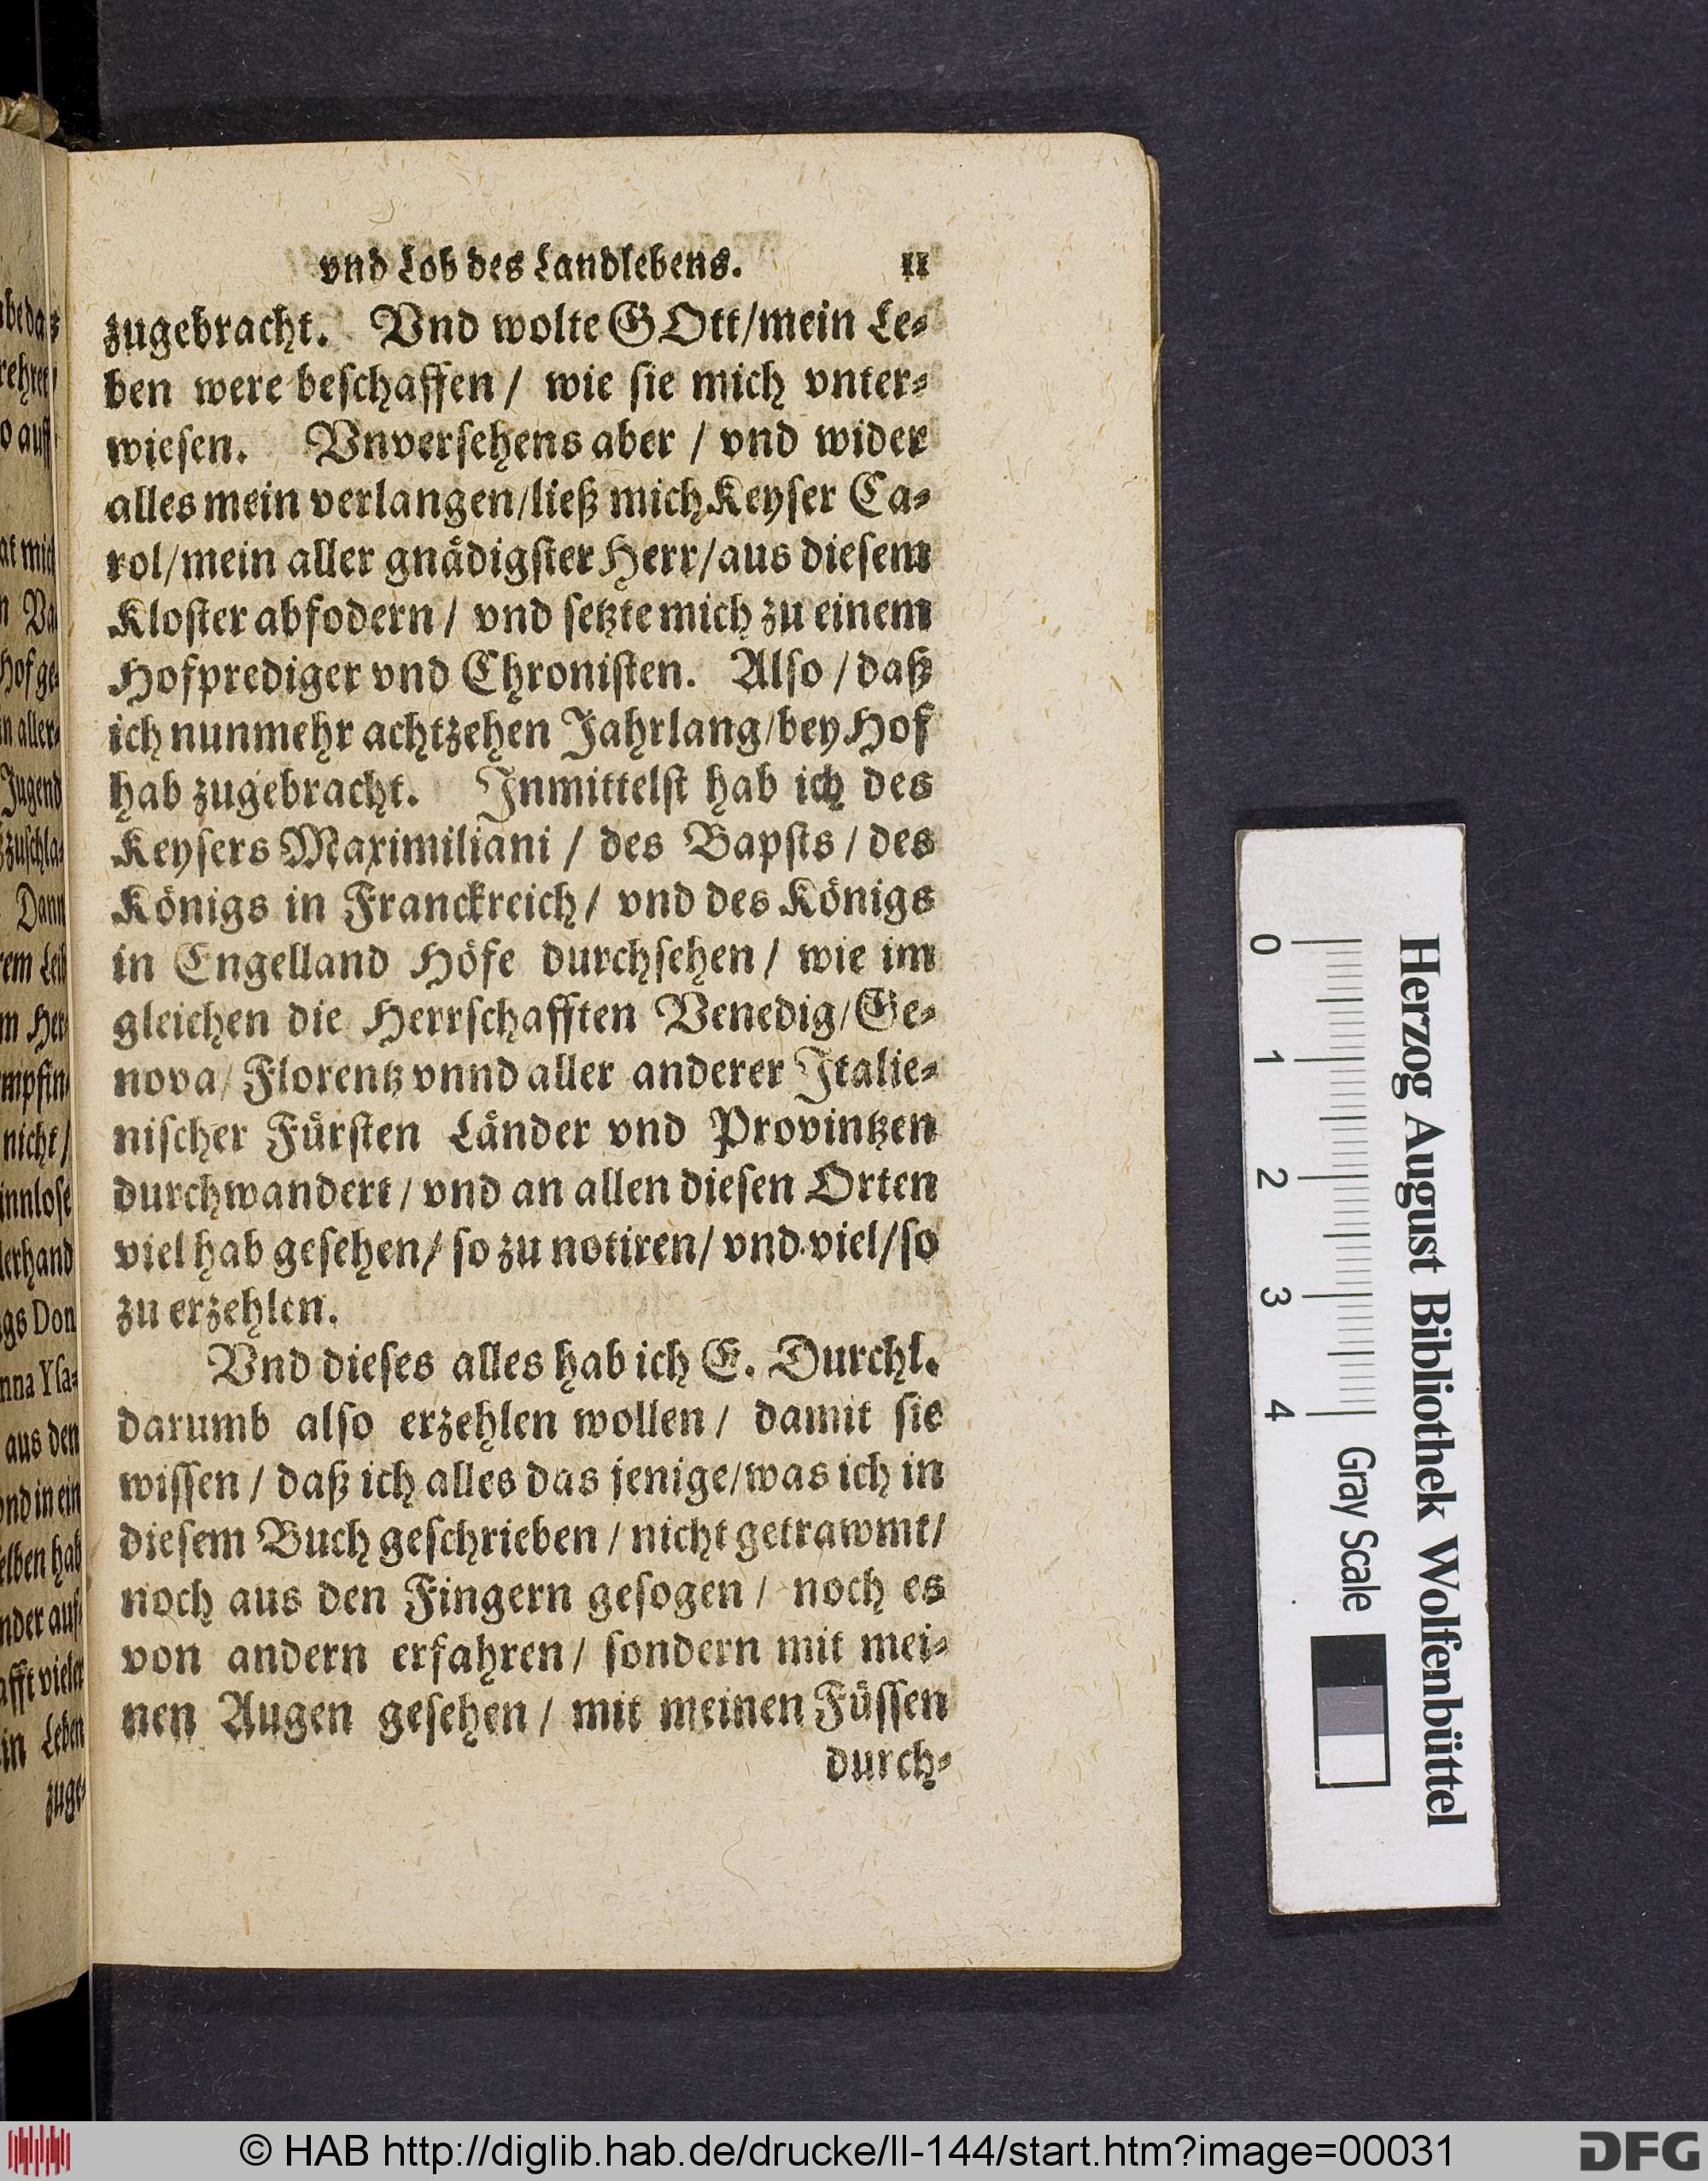 vnd Lob des Landlebens. 11
zugebracht. Vnd wolte GOtt/mein Le-
ben were beschaffen / wie sie mich vnter-
wiesen. Vnversehens aber / vnd wider
alles mein verlangen/ließ mich Keyser Ca-
rol/mein aller gnädigster Herr/aus diesem
Kloster abfodern / vnd setzte mich zu einem
Hofprediger vnd Chronisten. Also / daß
ich nunmehr achtzehen Jahrlang/bey Hof
hab zugebracht. Inmittelst hab ich des
Keysers Maximiliani / des Bapsts / des
Königs in Franckreich / vnd des Königs
in Engelland Höfe durchsehen / wie im
gleichen die Herrschafften Venedig/Ge-
nova/ Florentz vnnd aller anderer Italie-
nischer Fürsten Länder vnd Provintzen
durchwandert / vnd an allen diesen Orten
viel hab gesehen/ so zu notiren/ vnd viel/so
zu erzehlen.
Vnd dieses alles hab ich E. Durchl.
darumb also erzehlen wollen / damit sie
wissen / daß ich alles das jenige/was ich in
diesem Buch geschrieben / nicht getrawmt/
noch aus den Fingern gesogen / noch es
von andern erfahren / sondern mit mei-
nen Augen gesehen / mit meinen Füssen
durch-
0 1 2 3 4
Gray Scale
Herzog August Bibliothek Wolfenbüttel
© HAB http://diglib.hab.de/drucke/ll-144/start.htm?image=00031
DFG